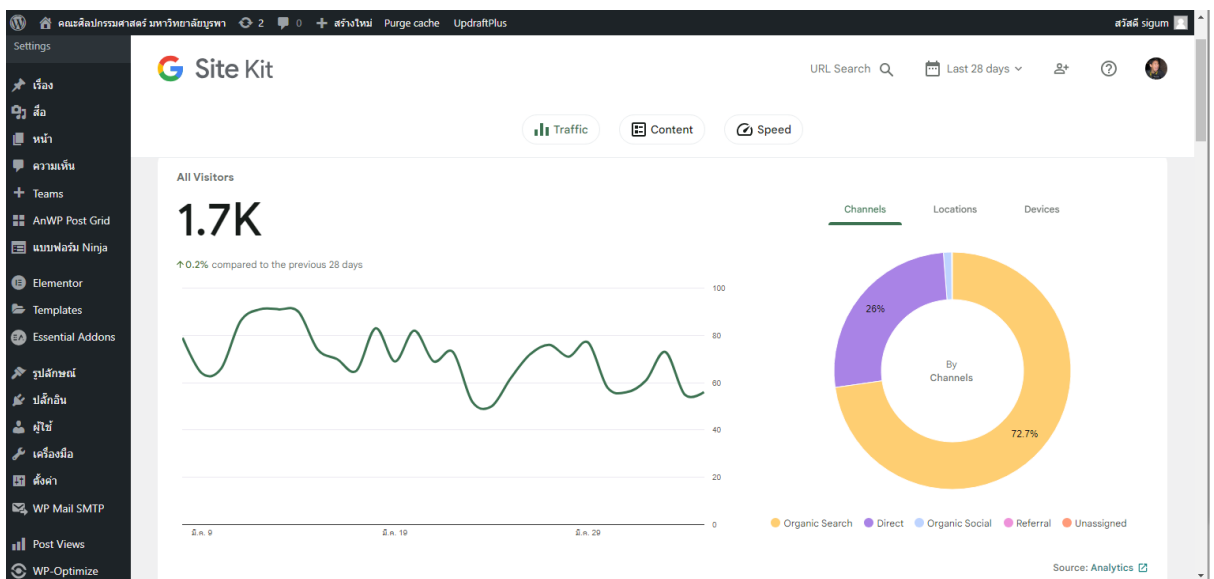 คณะศิลปกรรมศาสตร์ มหาวิทยาลัยบูรพา 2 0 + สร้างใหม่ Purge cache UpdraftPlus สวัสดี sigum
Settings
เรื่อง
สื่อ
หน้า
ความเห็น
Teams
AnWP Post Grid
แบบฟอร์ม Ninja
Elementor
Templates
Essential Addons
รูปลักษณ์
ปลั๊กอิน
ผู้ใช้
เครื่องมือ
ตั้งค่า
WP Mail SMTP
Post Views
WP-Optimize
G Site Kit
URL Search
Last 28 days
Traffic
Content
Speed
All Visitors
1.7K
↑0.2% compared to the previous 28 days
100
80
60
40
20
0
มี.ค. 9 มี.ค. 19 มี.ค. 29
Channels Locations Devices
26%
By
Channels
72.7%
Organic Search Direct Organic Social Referral Unassigned
Source: Analytics